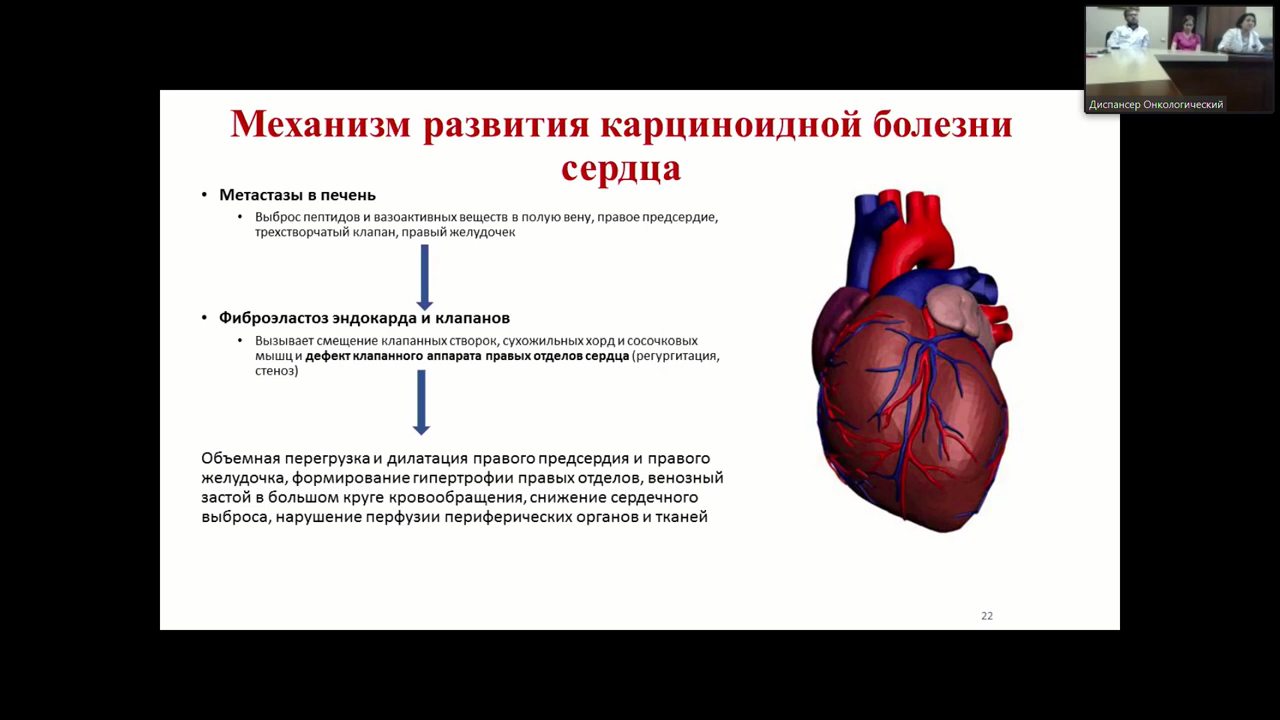 Диспансер Онкологический
Механизм развития карциноидной болезни
сердца
• Метастазы в печень
• Выброс пептидов и вазоактивных веществ в полую вену, правое предсердие,
трехстворчатый клапан, правый желудочек
• Фиброэластоз эндокарда и клапанов
• Вызывает смещение клапанных створок, сухожильных хорд и сосочковых
мышц и дефект клапанного аппарата правых отделов сердца (регургитация,
стеноз)
Объемная перегрузка и дилатация правого предсердия и правого
желудочка, формирование гипертрофии правых отделов, венозный
застой в большом круге кровообращения, снижение сердечного
выброса, нарушение перфузии периферических органов и тканей
22